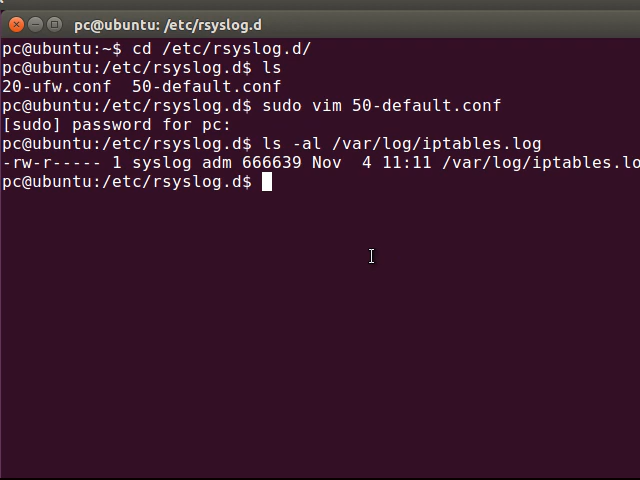 pc@ubuntu: /etc/rsyslog.d
pc@ubuntu:~$ cd /etc/rsyslog.d/
pc@ubuntu:/etc/rsyslog.d$ ls
20-ufw.conf  50-default.conf
pc@ubuntu:/etc/rsyslog.d$ sudo vim 50-default.conf
[sudo] password for pc:
pc@ubuntu:/etc/rsyslog.d$ ls -al /var/log/iptables.log
-rw-r----- 1 syslog adm 666639 Nov  4 11:11 /var/log/iptables.lo
pc@ubuntu:/etc/rsyslog.d$